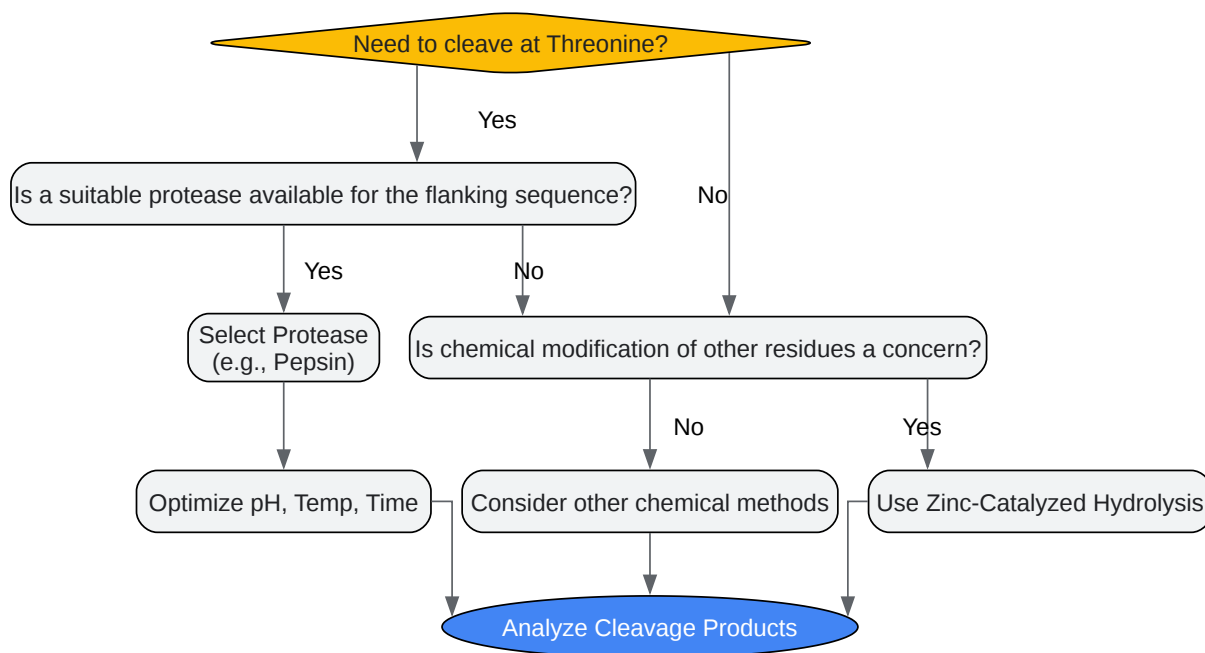 Need to cleave at Threonine?
Yes
Is a suitable protease available for the flanking sequence?
No
Yes
No
Select Protease
(e.g., Pepsin)
Is chemical modification of other residues a concern?
No
Yes
Optimize pH, Temp, Time
Consider other chemical methods
Use Zinc-Catalyzed Hydrolysis
Analyze Cleavage Products